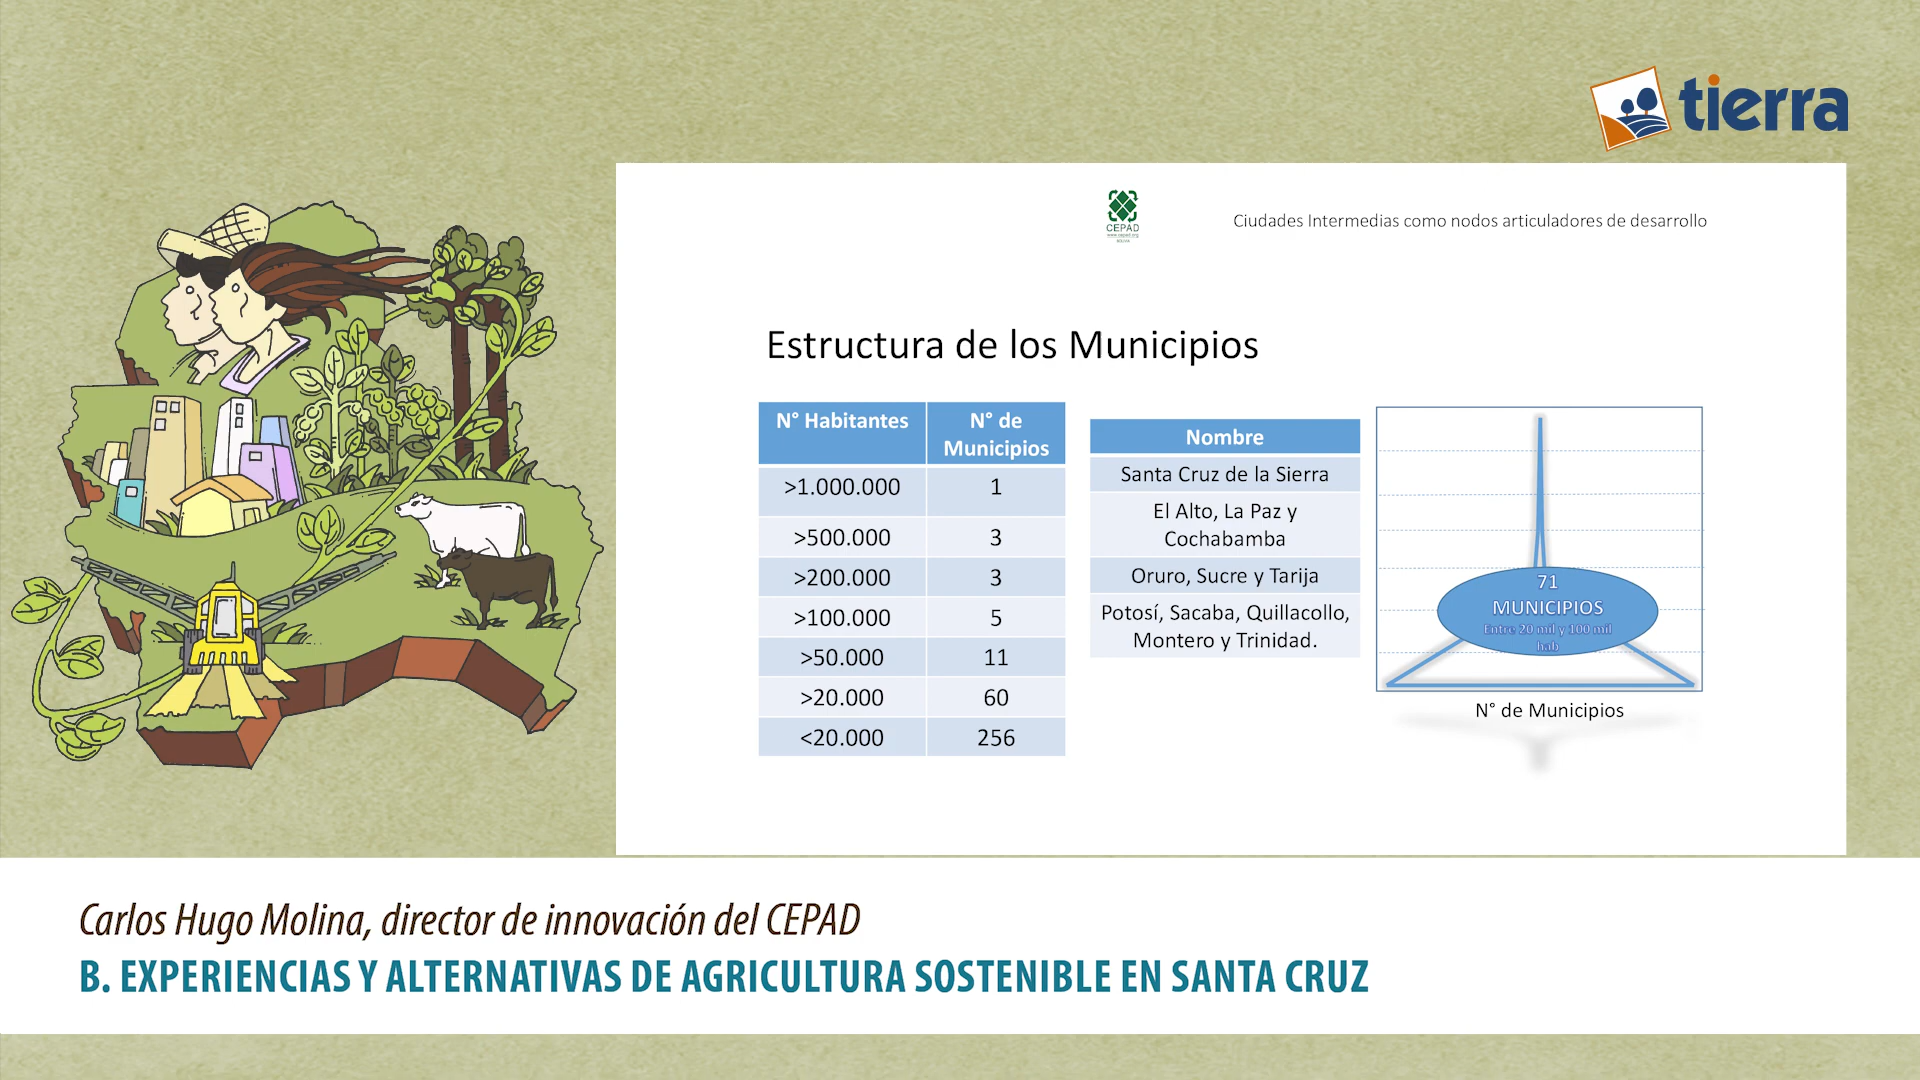 tierra
CEPAD
Ciudades Intermedias como nodos articuladores de desarrollo
Estructura de los Municipios
N° Habitantes N° de Municipios
>1.000.000 1
>500.000 3
>200.000 3
>100.000 5
>50.000 11
>20.000 60
<20.000 256
Nombre
Santa Cruz de la Sierra
El Alto, La Paz y
Cochabamba
Oruro, Sucre y Tarija
Potosí, Sacaba, Quillacollo,
Montero y Trinidad.
71
MUNICIPIOS
Entre 20 mil y 100 mil
hab
N° de Municipios
Carlos Hugo Molina, director de innovación del CEPAD
B. EXPERIENCIAS Y ALTERNATIVAS DE AGRICULTURA SOSTENIBLE EN SANTA CRUZ